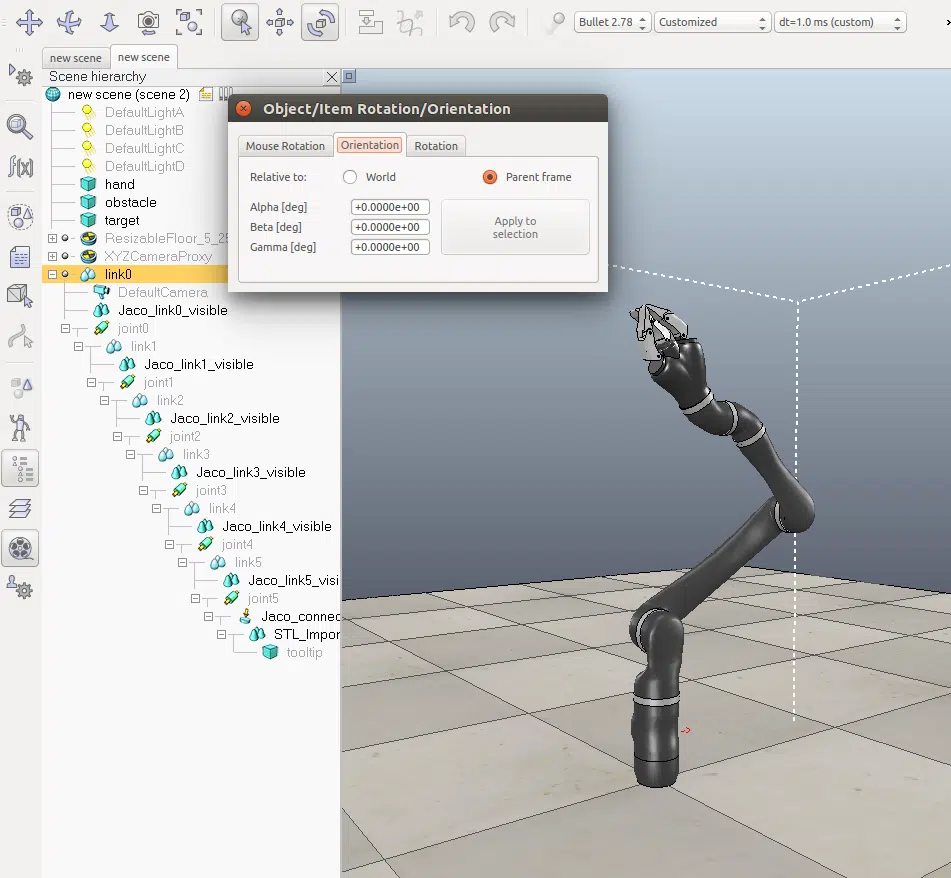 Bullet 2.78
Customized
dt=1.0 ms (custom)
new scene
new scene
Scene hierarchy
new scene (scene 2)
DefaultLightA
DefaultLightB
DefaultLightC
DefaultLightD
hand
obstacle
target
ResizableFloor_5_25
XYZCameraProxy
link0
DefaultCamera
Jaco_link0_visible
joint0
link1
Jaco_link1_visible
joint1
link2
Jaco_link2_visible
joint2
link3
Jaco_link3_visible
joint3
link4
Jaco_link4_visible
joint4
link5
Jaco_link5_visi
joint5
Jaco_connec
STL_Impor
tooltip
Object/Item Rotation/Orientation
Mouse Rotation
Orientation
Rotation
Relative to:
World
Parent frame
Alpha [deg]
+0.0000e+00
Beta [deg]
+0.0000e+00
Gamma [deg]
+0.0000e+00
Apply to
selection
f(x)